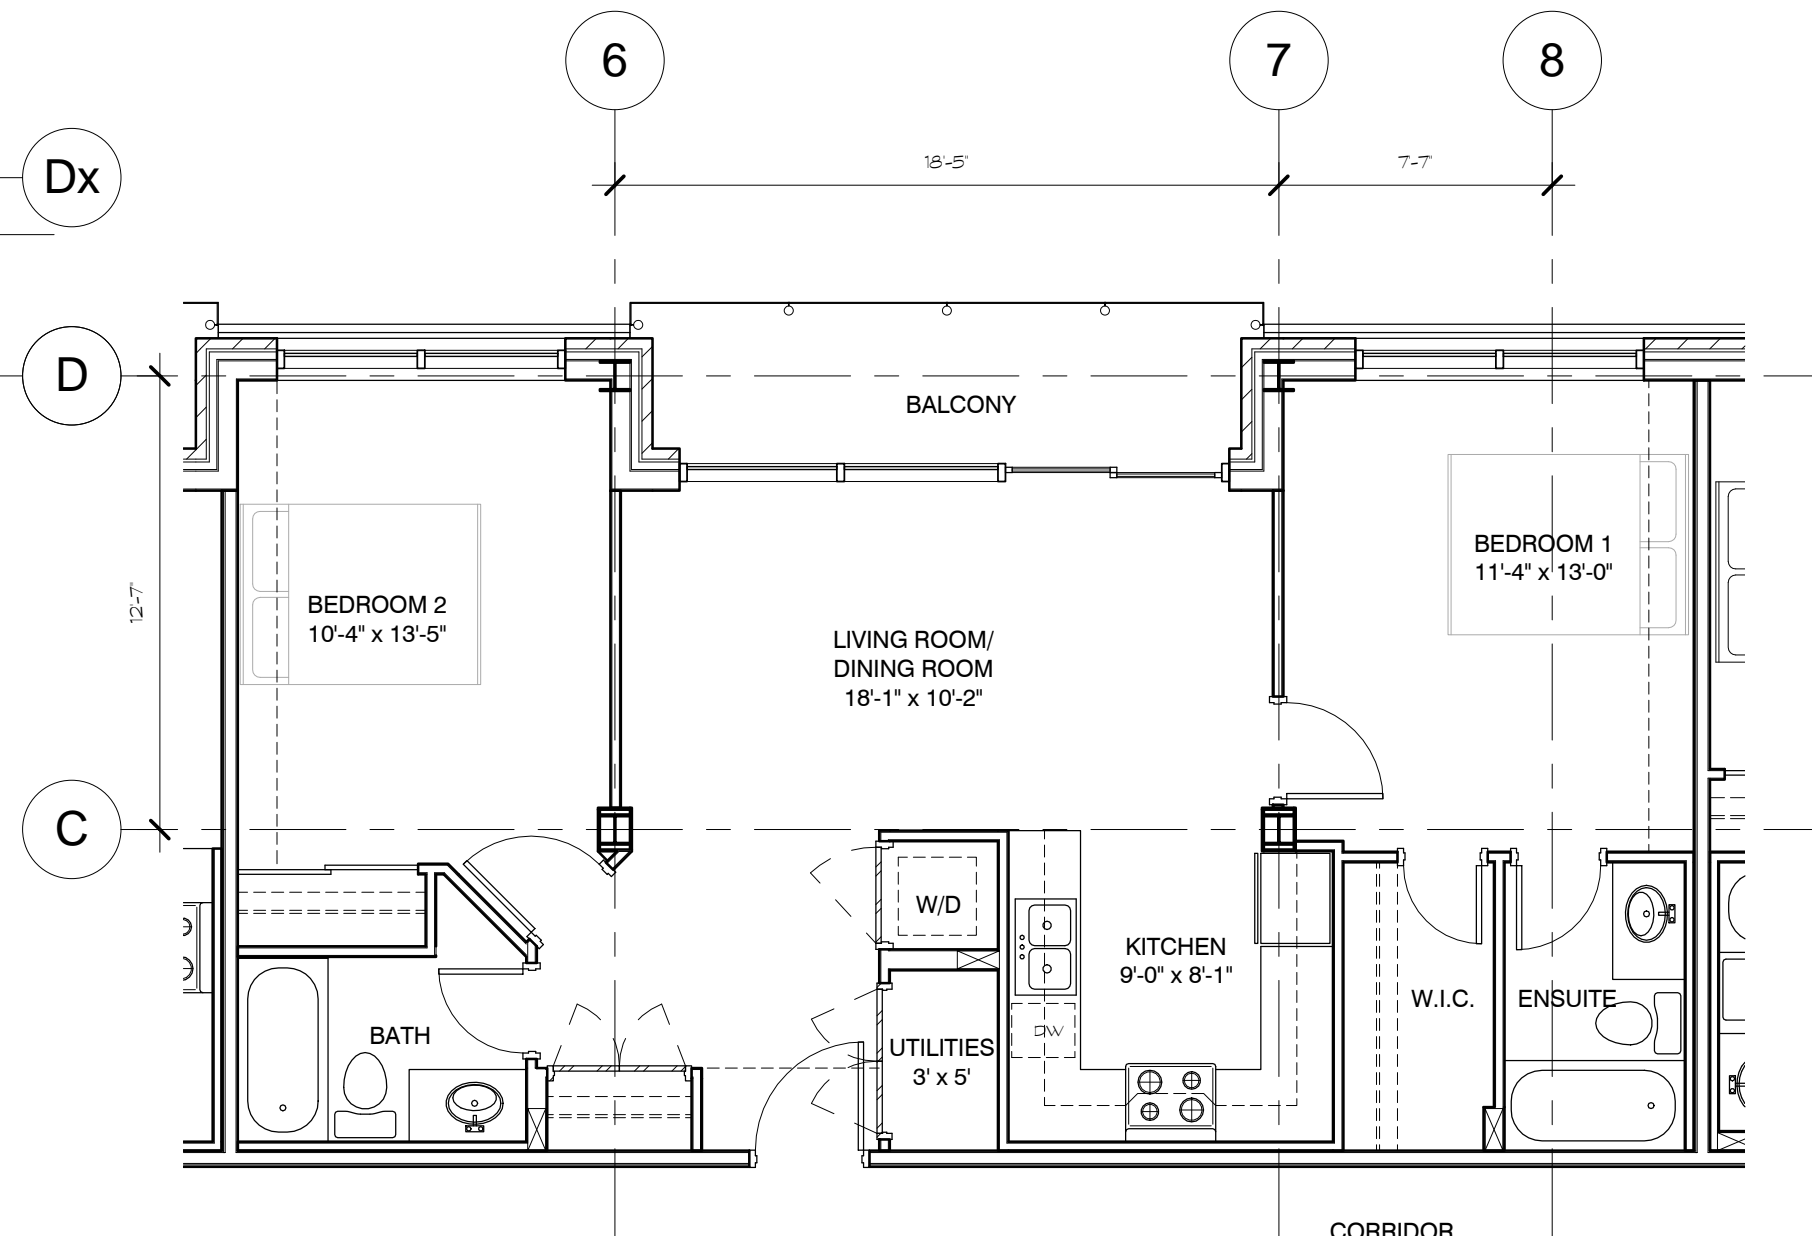 6
7
8
Dx
18'-5"
7'-7"
D
BALCONY
BEDROOM 1
11'-4" x 13'-0"
12'-7"
BEDROOM 2
10'-4" x 13'-5"
LIVING ROOM/
DINING ROOM
18'-1" x 10'-2"
C
W/D
KITCHEN
9'-0" x 8'-1"
W.I.C.
ENSUITE
BATH
DW
UTILITIES
3' x 5'
CORRIDOR